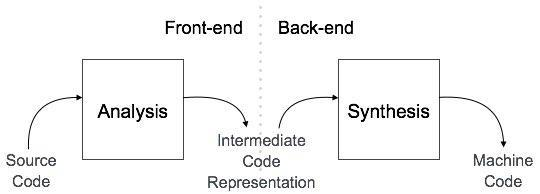 Front-end
Back-end
Analysis
Synthesis
Source
Code
Intermediate
Code
Representation
Machine
Code